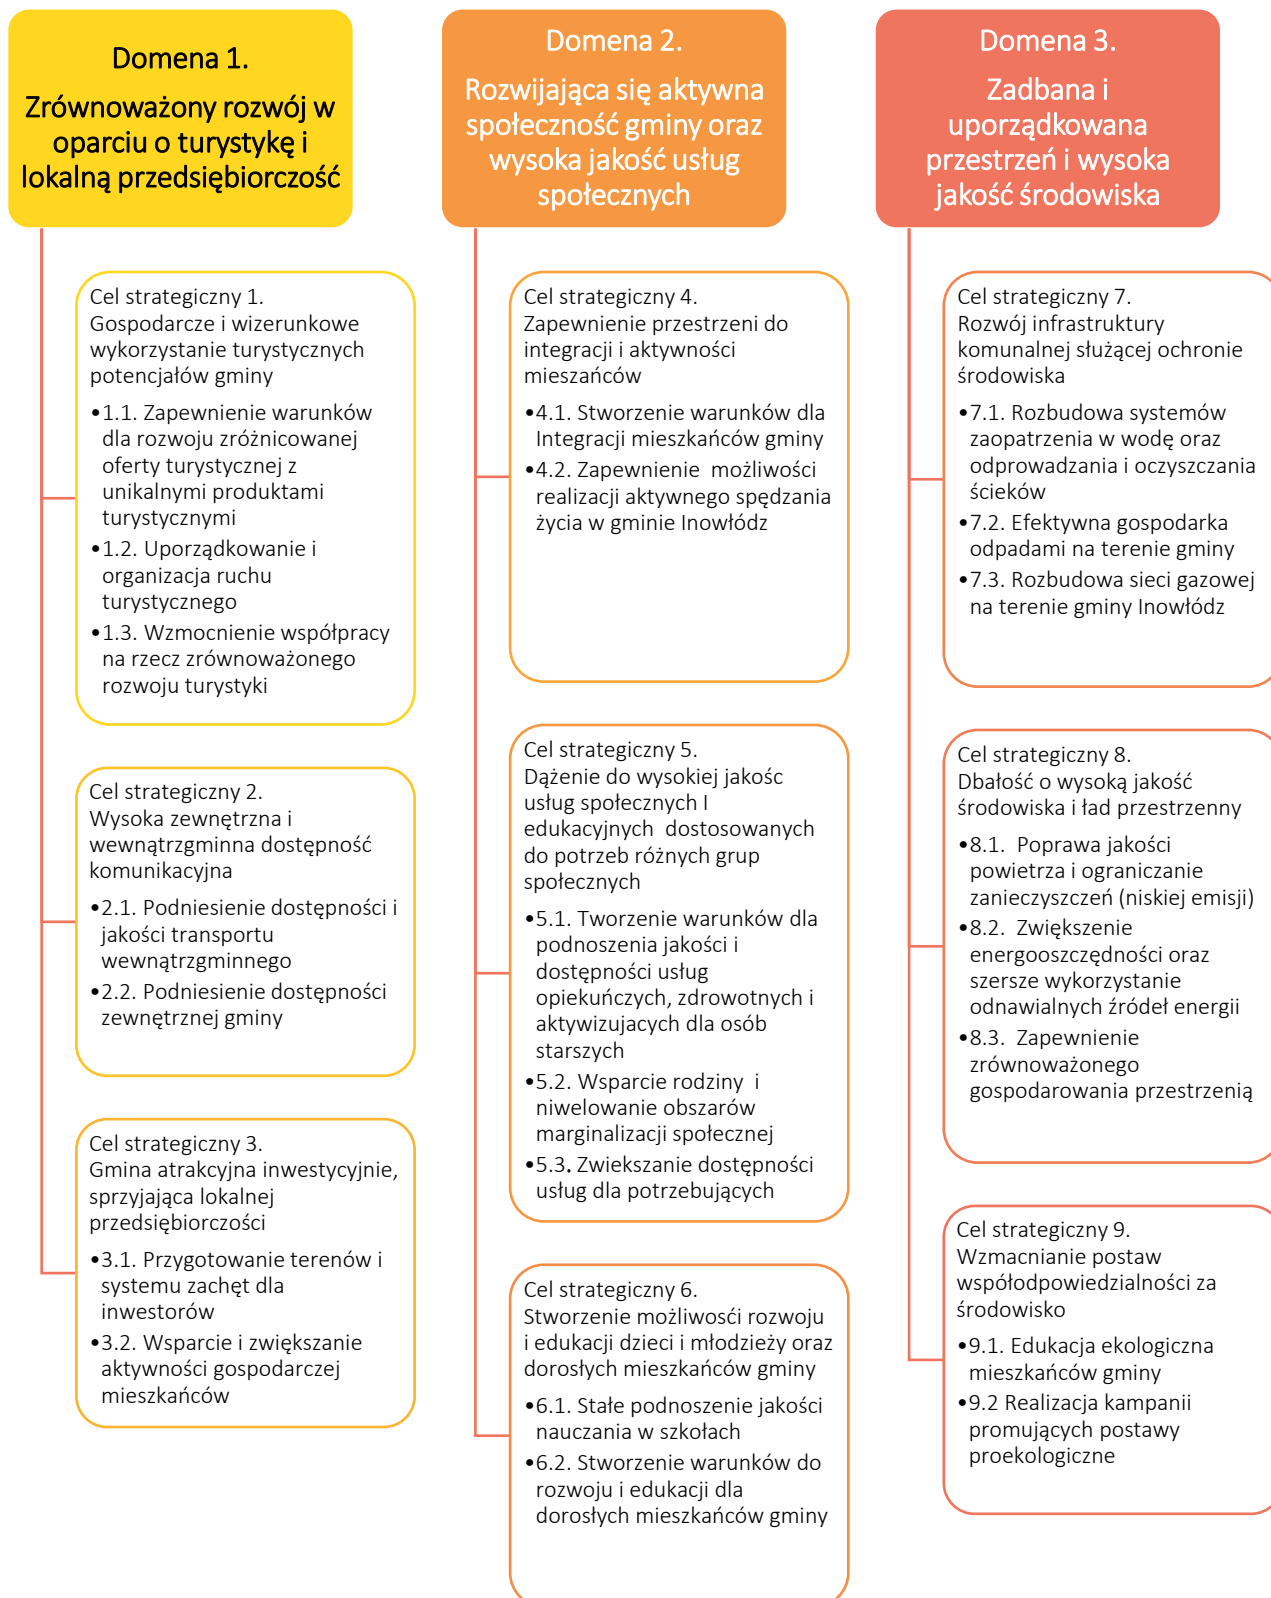 Domena 1.
Zrównoważony rozwój w
oparciu o turystykę i
lokalną przedsiębiorczość
Cel strategiczny 1.
Gospodarcze i wizerunkowe
wykorzystanie turystycznych
potencjałów gminy
•1.1. Zapewnienie warunków
dla rozwoju zróżnicowanej
oferty turystycznej z
unikalnymi produktami
turystycznymi
•1.2. Uporządkowanie i
organizacja ruchu
turystycznego
•1.3. Wzmocnienie współpracy
na rzecz zrównoważonego
rozwoju turystyki
Cel strategiczny 2.
Wysoka zewnętrzna i
wewnątrzgminna dostępność
komunikacyjna
•2.1. Podniesienie dostępności i
jakości transportu
wewnątrzgminnego
•2.2. Podniesienie dostępności
zewnętrznej gminy
Cel strategiczny 3.
Gmina atrakcyjna inwestycyjnie,
sprzyjająca lokalnej
przedsiębiorczości
•3.1. Przygotowanie terenów i
systemu zachęt dla
inwestorów
•3.2. Wsparcie i zwiększanie
aktywności gospodarczej
mieszkańców
Domena 2.
Rozwijająca się aktywna
społeczność gminy oraz
wysoka jakość usług
społecznych
Cel strategiczny 4.
Zapewnienie przestrzeni do
integracji i aktywności
mieszańców
•4.1. Stworzenie warunków dla
Integracji mieszkańców gminy
•4.2. Zapewnienie  możliwości
realizacji aktywnego spędzania
życia w gminie Inowłódz
Cel strategiczny 5.
Dążenie do wysokiej jakośc
usług społecznych I
edukacyjnych  dostosowanych
do potrzeb różnych grup
społecznych
•5.1. Tworzenie warunków dla
podnoszenia jakości i
dostępności usług
opiekuńczych, zdrowotnych i
aktywizujacych dla osób
starszych
•5.2. Wsparcie rodziny  i
niwelowanie obszarów
marginalizacji społecznej
•5.3. Zwiekszanie dostępności
usług dla potrzebujących
Cel strategiczny 6.
Stworzenie możliwosći rozwoju
i edukacji dzieci i młodzieży oraz
dorosłych mieszkańców gminy
•6.1. Stałe podnoszenie jakości
nauczania w szkołach
•6.2. Stworzenie warunków do
rozwoju i edukacji dla
dorosłych mieszkańców gminy
Domena 3.
Zadbana i
uporządkowana
przestrzeń i wysoka
jakość środowiska
Cel strategiczny 7.
Rozwój infrastruktury
komunalnej służącej ochronie
środowiska
•7.1. Rozbudowa systemów
zaopatrzenia w wodę oraz
odprowadzania i oczyszczania
ścieków
•7.2. Efektywna gospodarka
odpadami na terenie gminy
•7.3. Rozbudowa sieci gazowej
na terenie gminy Inowłódz
Cel strategiczny 8.
Dbałość o wysoką jakość
środowiska i ład przestrzenny
•8.1.  Poprawa jakości
powietrza i ograniczanie
zanieczyszczeń (niskiej emisji)
•8.2.  Zwiększenie
energooszczędności oraz
szersze wykorzystanie
odnawialnych źródeł energii
•8.3.  Zapewnienie
zrównoważonego
gospodarowania przestrzenią
Cel strategiczny 9.
Wzmacnianie postaw
współodpowiedzialności za
środowisko
•9.1. Edukacja ekologiczna
mieszkańców gminy
•9.2 Realizacja kampanii
promujących postawy
proekologiczne